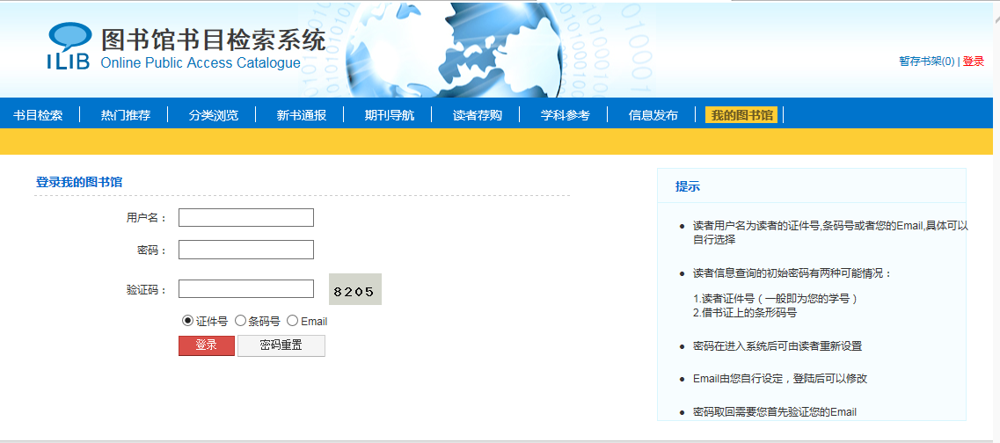 图书馆书目检索系统
ILIB
Online Public Access Catalogue
暂存书架(0) | 登录
书目检索 热门推荐 分类浏览 新书通报 期刊导航 读者荐购 学科参考 信息发布 我的图书馆
登录我的图书馆
用户名：
密码：
验证码：
8205
证件号 条码号 Email
登录 密码重置
提示
读者用户名为读者的证件号,条码号或者您的Email,具体可以
自行选择
读者信息查询的初始密码有两种可能情况：
1.读者证件号（一般即为您的学号）
2.借书证上的条形码号
密码在进入系统后可由读者重新设置
Email由您自行设定，登陆后可以修改
密码取回需要您首先验证您的Email